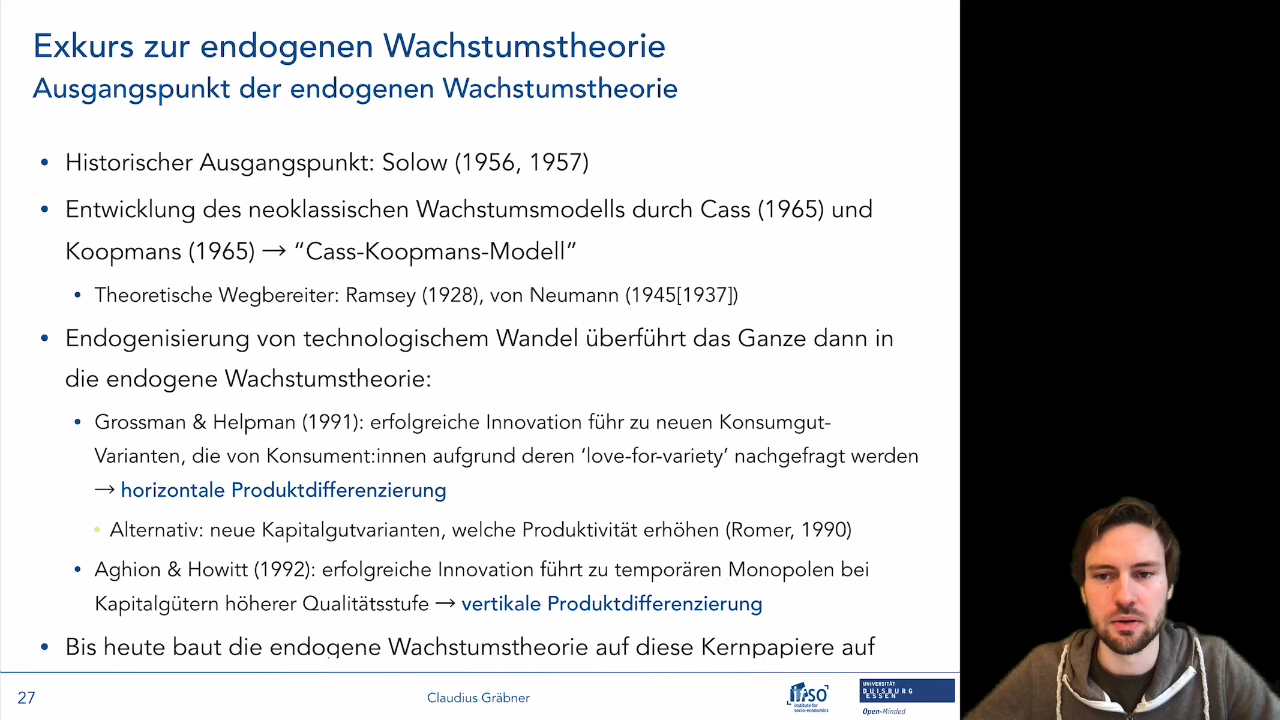 Exkurs zur endogenen Wachstumstheorie
Ausgangspunkt der endogenen Wachstumstheorie
• Historischer Ausgangspunkt: Solow (1956, 1957)
• Entwicklung des neoklassischen Wachstumsmodells durch Cass (1965) und
Koopmans (1965) → “Cass-Koopmans-Modell”
• Theoretische Wegbereiter: Ramsey (1928), von Neumann (1945[1937])
• Endogenisierung von technologischem Wandel überführt das Ganze dann in
die endogene Wachstumstheorie:
• Grossman & Helpman (1991): erfolgreiche Innovation führ zu neuen Konsumgut-
Varianten, die von Konsument:innen aufgrund deren ‘love-for-variety’ nachgefragt werden
→ horizontale Produktdifferenzierung
• Alternativ: neue Kapitalgutvarianten, welche Produktivität erhöhen (Romer, 1990)
• Aghion & Howitt (1992): erfolgreiche Innovation führt zu temporären Monopolen bei
Kapitalgütern höherer Qualitätsstufe → vertikale Produktdifferenzierung
• Bis heute baut die endogene Wachstumstheorie auf diese Kernpapiere auf
27
Claudius Gräbner
ifso
institute for
socio-economics
UNIVERSITÄT
DUISBURG
ESSEN
Open-Minded